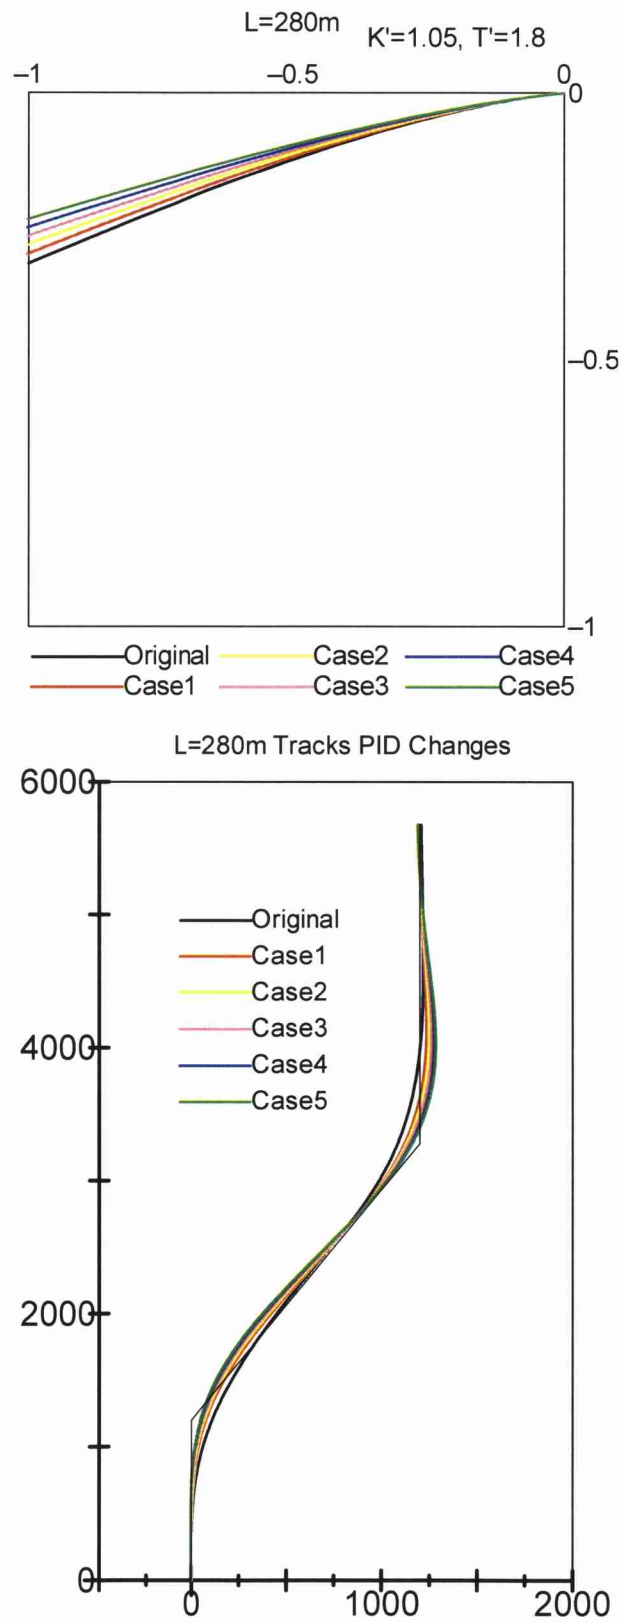 L=280m
K'=1.05, T'=1.8
–1 –0.5 0
0
–0.5
–1
Original Case2 Case4
Case1 Case3 Case5
L=280m Tracks PID Changes
6000
Original
Case1
Case2
Case3
4000
Case4
Case5
2000
0
0 1000 2000